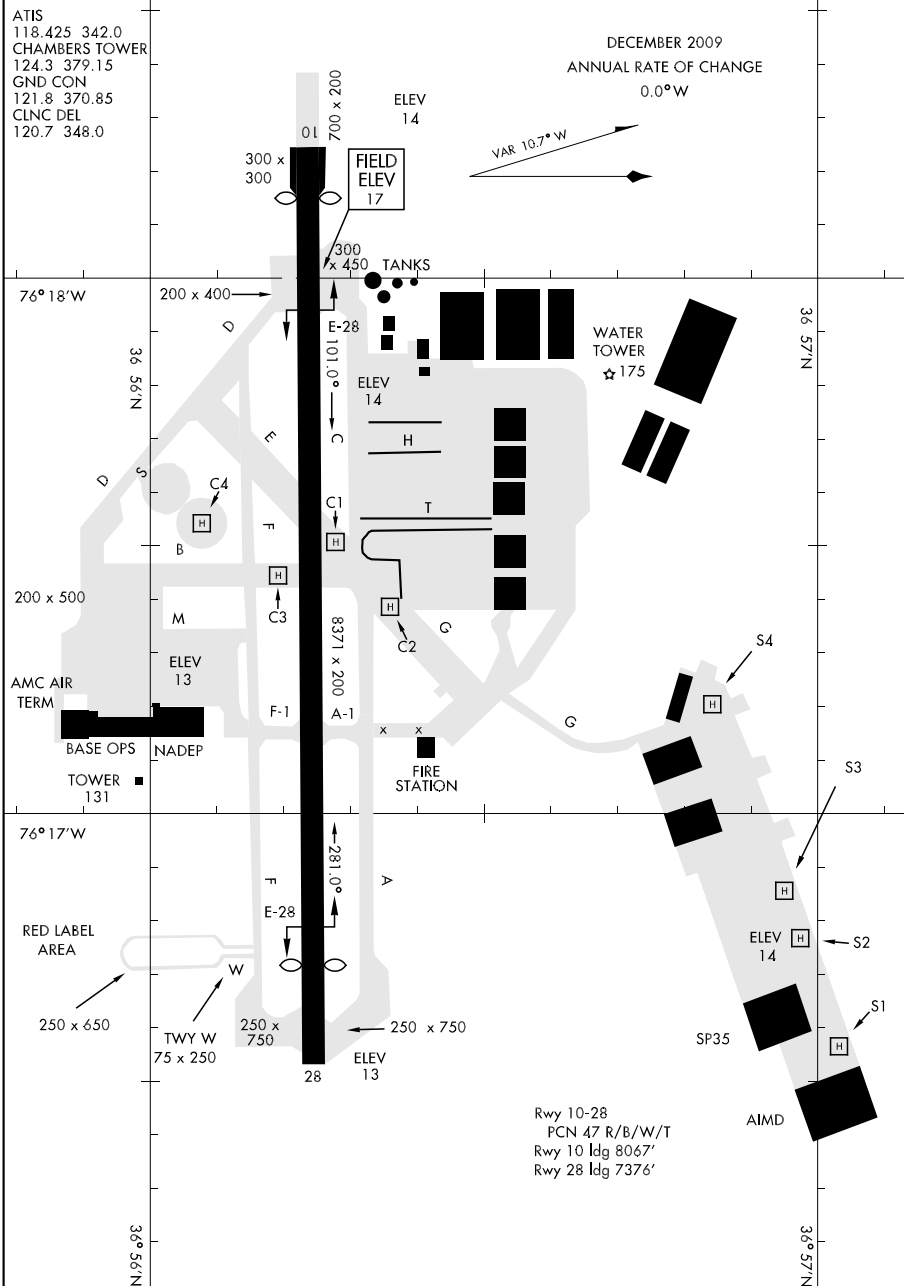 ATIS
118.425 342.0
CHAMBERS TOWER
124.3 379.15
GND CON
121.8 370.85
CLNC DEL
120.7 348.0
DECEMBER 2009
ANNUAL RATE OF CHANGE
0.0° W
VAR 10.7° W
ELEV
14
700 x 200
10
300 x
300
FIELD
ELEV
17
300
x 450
TANKS
76° 18'W
200 x 400
E-28
D
101.0°
36 56'N
36 57'N
WATER
TOWER
175
ELEV
14
E
C
H
D
S
C4
C1
T
F
H
H
B
H
C3
H
C2
200 x 500
M
8371 x 200
G
ELEV
13
S4
H
AMC AIR
TERM
F-1
A-1
G
x
x
BASE OPS
NADEP
FIRE
STATION
TOWER
131
S3
76° 17'W
281.0°
F
A
H
E-28
RED LABEL
AREA
ELEV
14
H
S2
W
250 x 650
TWY W
75 x 250
250 x
750
250 x 750
S1
H
SP35
ELEV
13
28
AIMD
Rwy 10-28
PCN 47 R/B/W/T
Rwy 10 ldg 8067'
Rwy 28 ldg 7376'
36° 56'N
36° 57'N